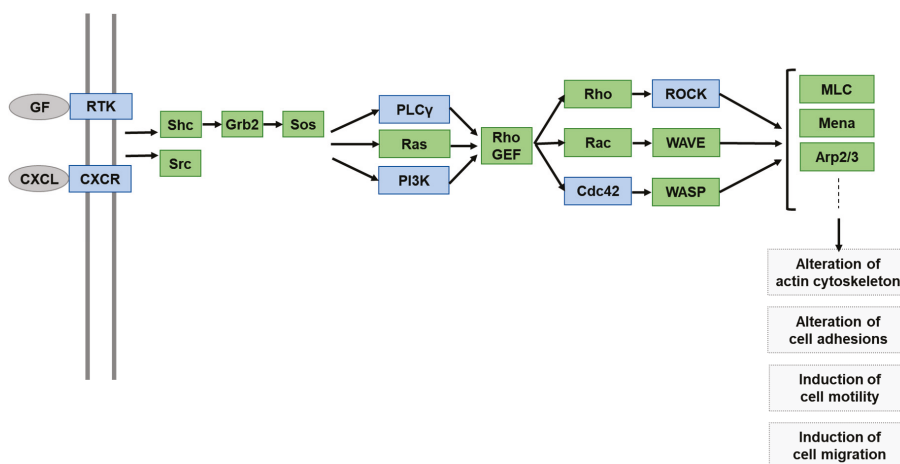 GF
RTK
CXCL
CXCR
Shc
Grb2
Sos
Src
PLCγ
Ras
PI3K
Rho
GEF
Rho
ROCK
Rac
WAVE
Cdc42
WASP
MLC
Mena
Arp2/3
Alteration of
actin cytoskeleton
Alteration of
cell adhesions
Induction of
cell motility
Induction of
cell migration